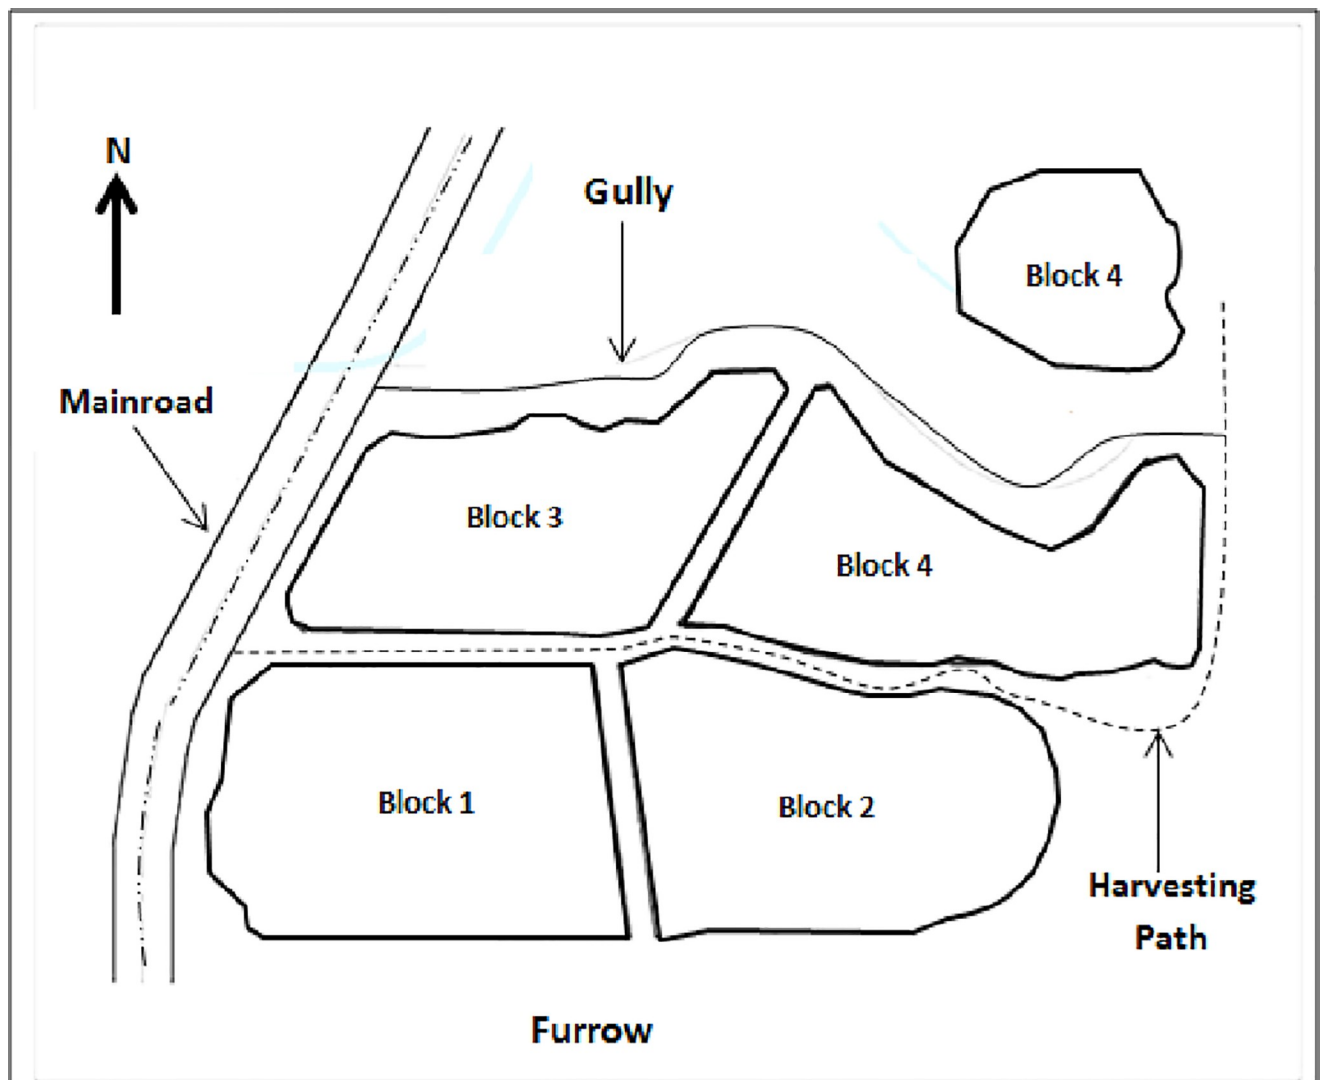 N
Gully
Block 4
Mainroad
Block 3
Block 4
Block 1
Block 2
Harvesting
Path
Furrow